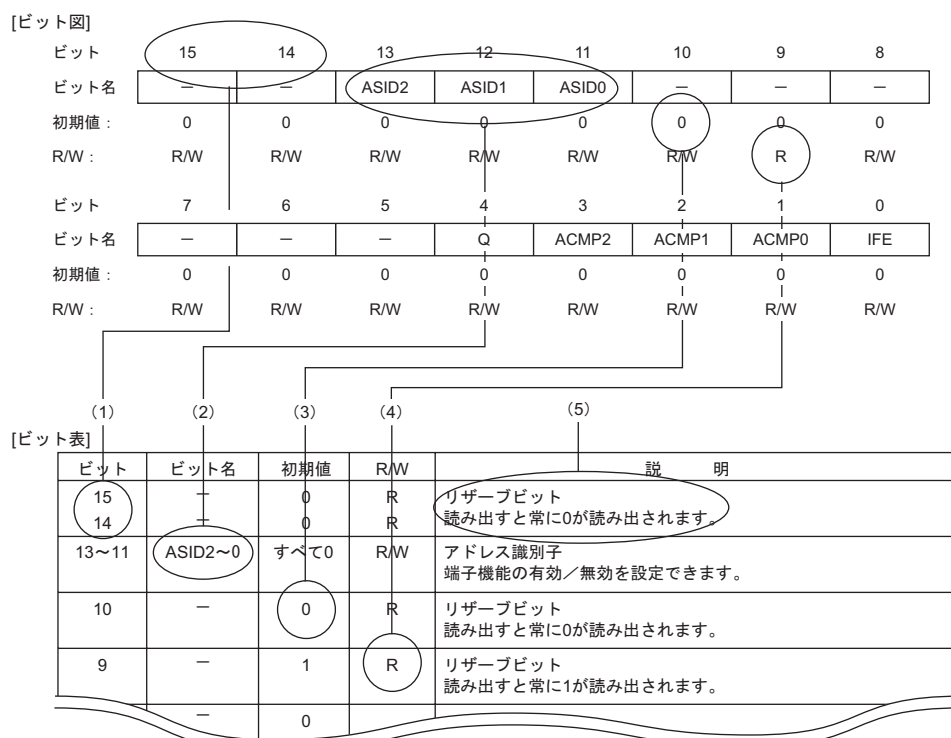 [ビット図]
ビット 15 14 13 12 11 10 9 8
ビット名 － － ASID2 ASID1 ASID0 － － －
初期値： 0 0 0 0 0 0 0 0
R/W： R/W R/W R/W R/W R/W R/W R R/W
ビット 7 6 5 4 3 2 1 0
ビット名 － － － Q ACMP2 ACMP1 ACMP0 IFE
初期値： 0 0 0 0 0 0 0 0
R/W： R/W R/W R/W R/W R/W R/W R/W R/W
（1） （2） （3） （4） （5）
[ビット表]
ビット ビット名 初期値 R/W 説 明
15 － 0 R リザーブビット
14 － 0 R 読み出すと常に0が読み出されます。
13～11 ASID2～0 すべて0 R/W アドレス識別子
端子機能の有効／無効を設定できます。
10 － 0 R リザーブビット
読み出すと常に0が読み出されます。
9 － 1 R リザーブビット
読み出すと常に1が読み出されます。
－ 0